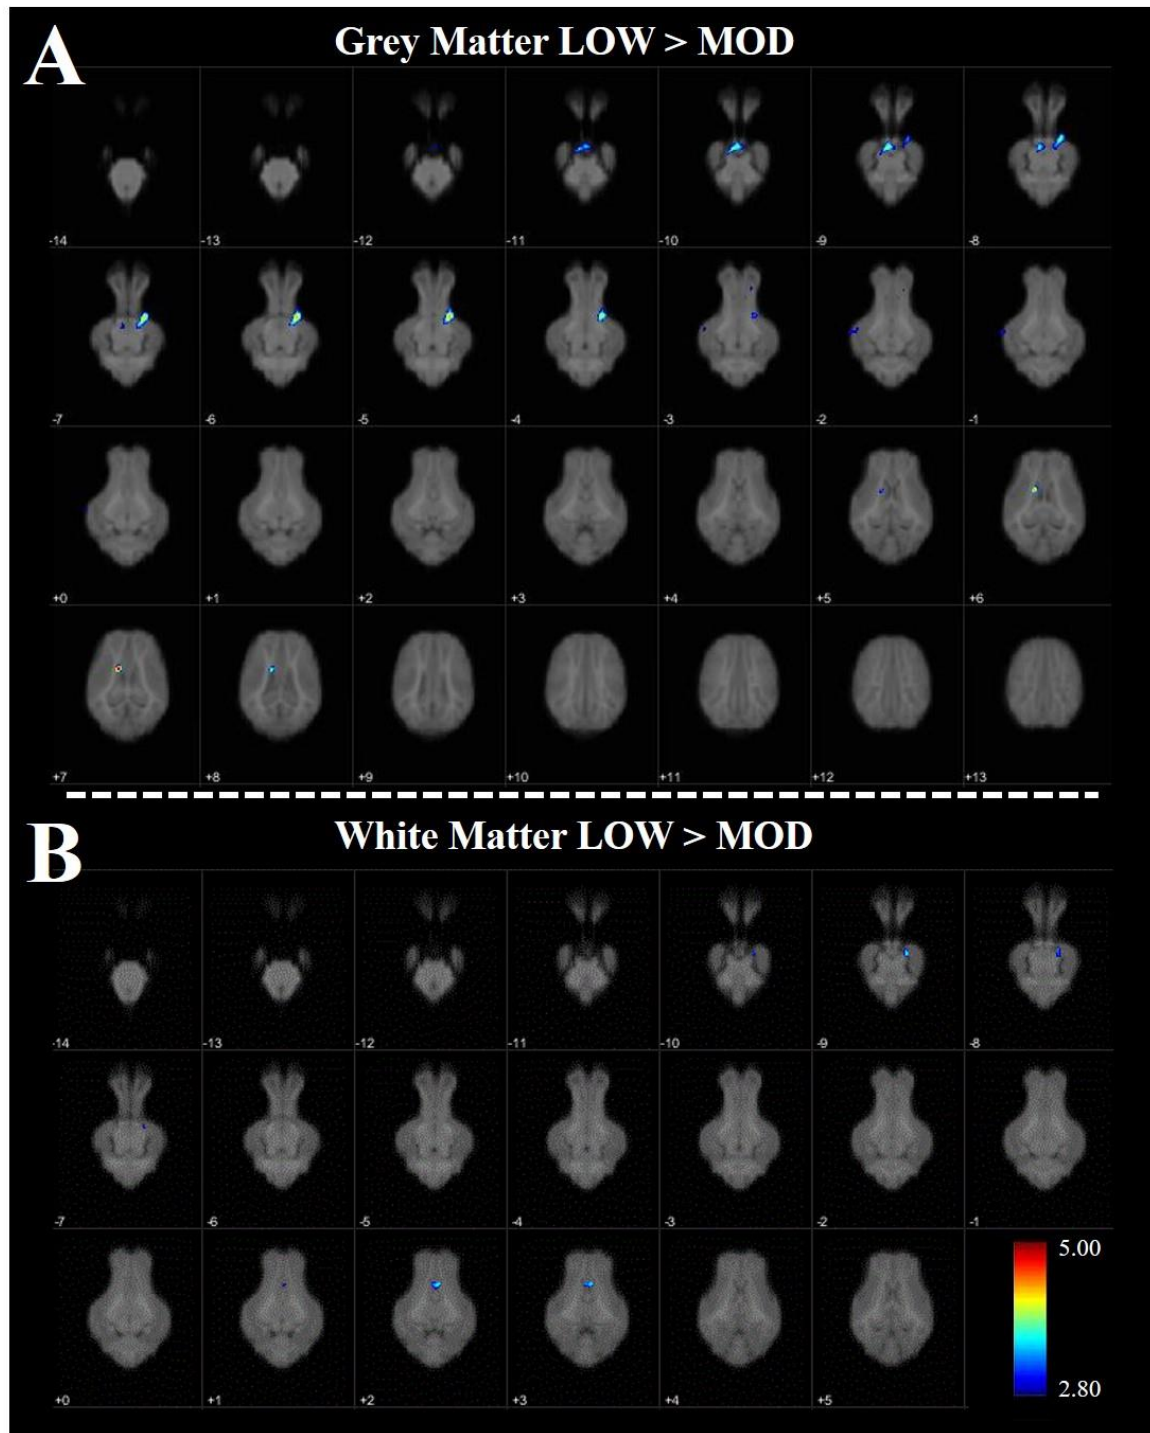 A
Grey Matter LOW > MOD
-14 -13 -12 -11 -10 -9 -8
-7 -6 -5 -4 -3 -2 -1
+0 +1 +2 +3 +4 +5 +6
+7 +8 +9 +10 +11 +12 +13
B
White Matter LOW > MOD
-14 -13 -12 -11 -10 -9 -8
-7 -6 -5 -4 -3 -2 -1
5.00
2.80
+0 +1 +2 +3 +4 +5